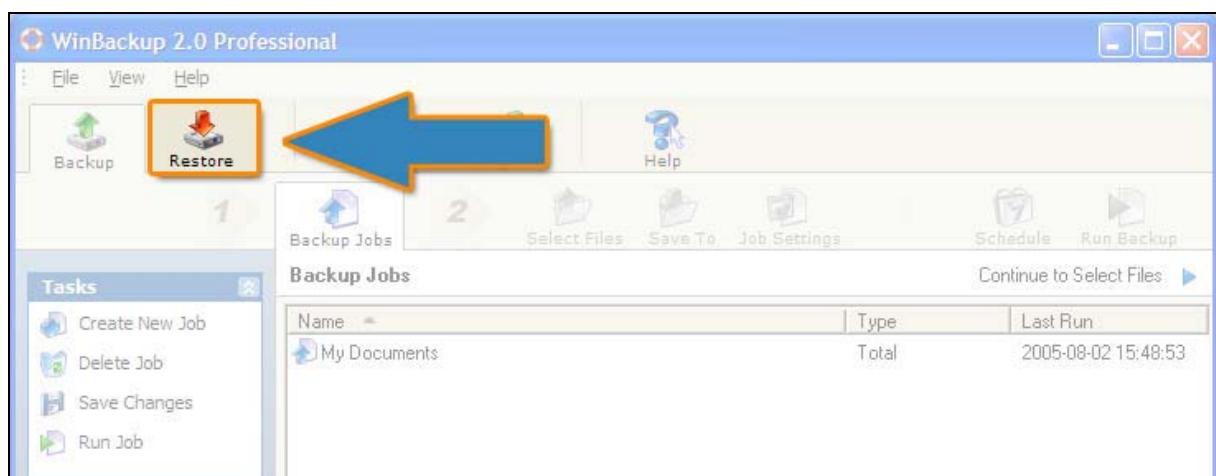 WinBackup 2.0 Professional
File View Help
Backup Restore Help
1 Backup Jobs 2 Select Files Save To Job Settings Schedule Run Backup
Tasks
Create New Job
Delete Job
Save Changes
Run Job
Backup Jobs Continue to Select Files
Name Type Last Run
My Documents Total 2005-08-02 15:48:53